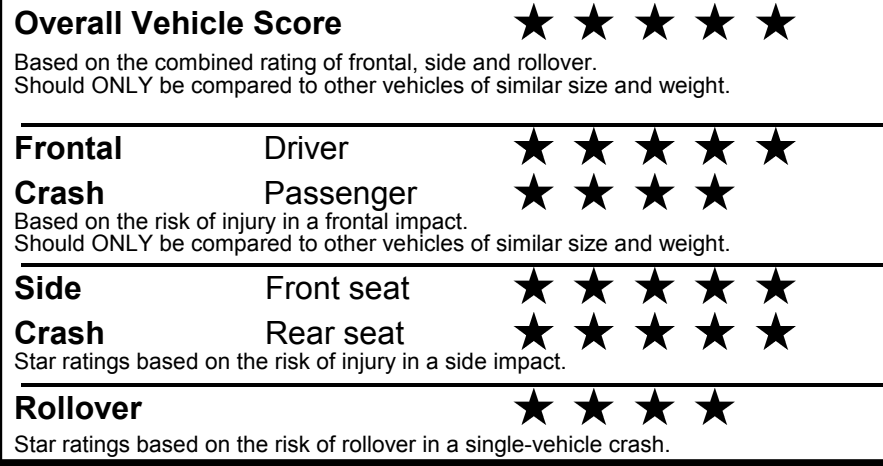 Overall Vehicle Score ★ ★ ★ ★ ★
Based on the combined rating of frontal, side and rollover.
Should ONLY be compared to other vehicles of similar size and weight.
Frontal Driver ★ ★ ★ ★ ★
Crash Passenger ★ ★ ★ ★
Based on the risk of injury in a frontal impact.
Should ONLY be compared to other vehicles of similar size and weight.
Side Front seat ★ ★ ★ ★ ★
Crash Rear seat ★ ★ ★ ★ ★
Star ratings based on the risk of injury in a side impact.
Rollover ★ ★ ★ ★
Star ratings based on the risk of rollover in a single-vehicle crash.